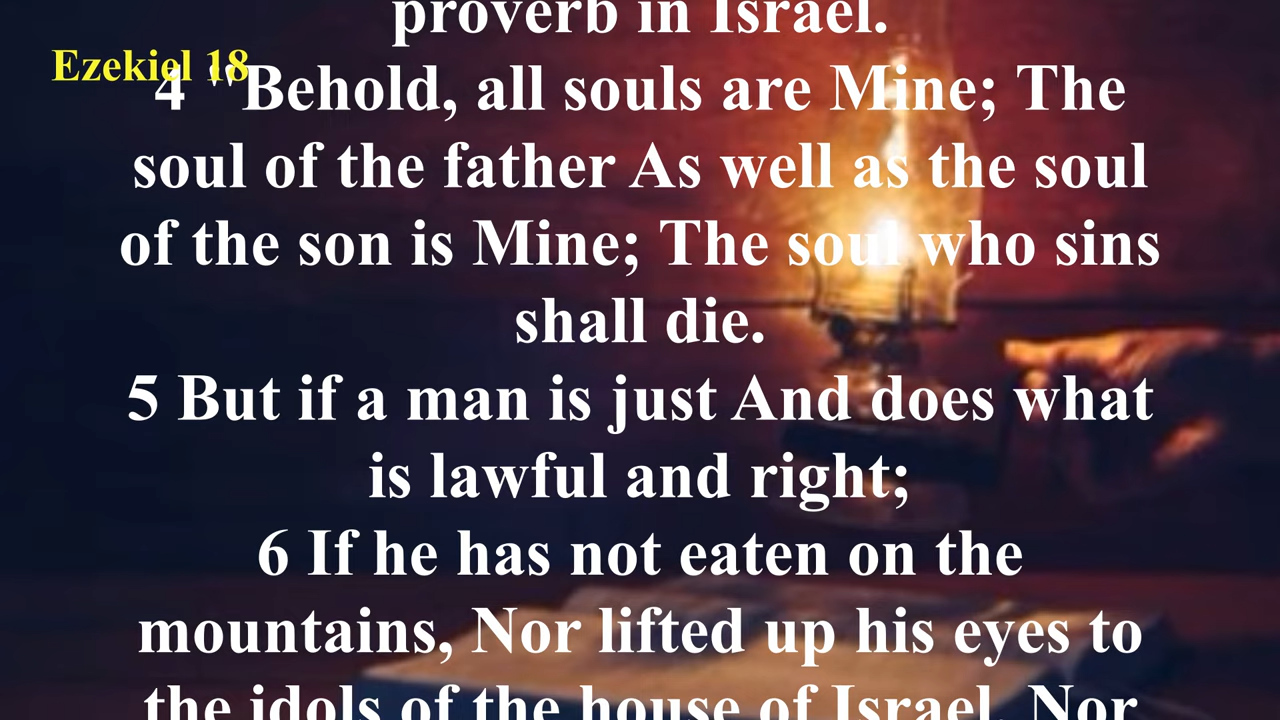 proverb in Israel.
Ezekiel 18
4 "Behold, all souls are Mine; The
soul of the father As well as the soul
of the son is Mine; The soul who sins
shall die.
5 But if a man is just And does what
is lawful and right;
6 If he has not eaten on the
mountains, Nor lifted up his eyes to
the idols of the house of Israel, Nor